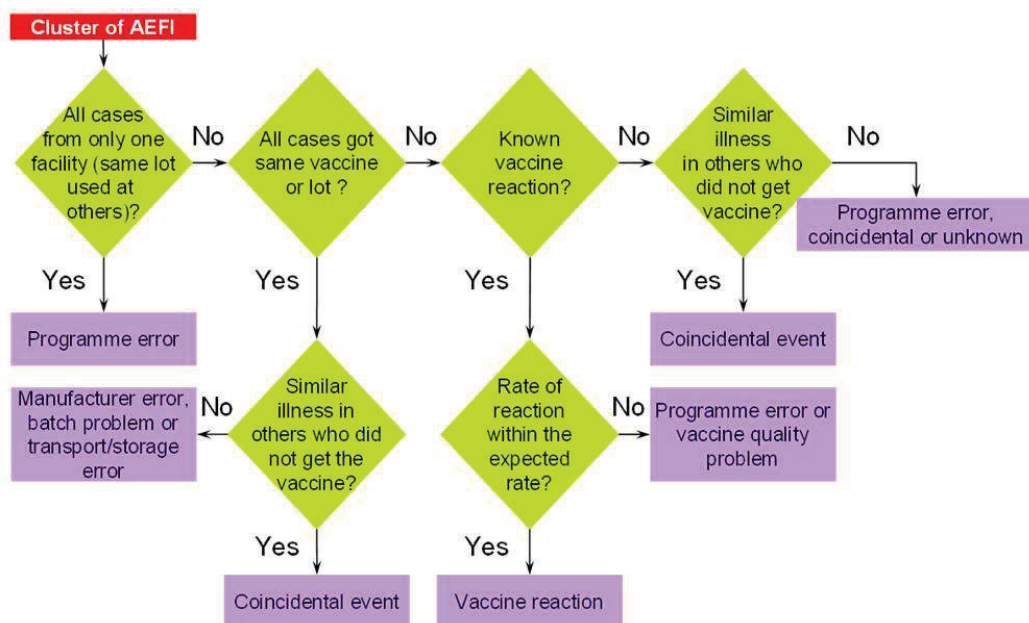 Cluster of AEFI
All cases
from only one
facility (same lot
used at
others)?
No
All cases got
same vaccine
or lot ?
No
Known
vaccine
reaction?
No
Similar
illness
in others who
did not get
vaccine?
No
Programme error,
coincidental or unknown
Yes
Yes
Yes
Yes
Programme error
Coincidental event
Manufacturer error,
batch problem or
transport/storage
error
No
Similar
illness in
others who did
not get the
vaccine?
Rate of
reaction
within the
expected
rate?
No
Programme error or
vaccine quality
problem
Yes
Yes
Coincidental event
Vaccine reaction